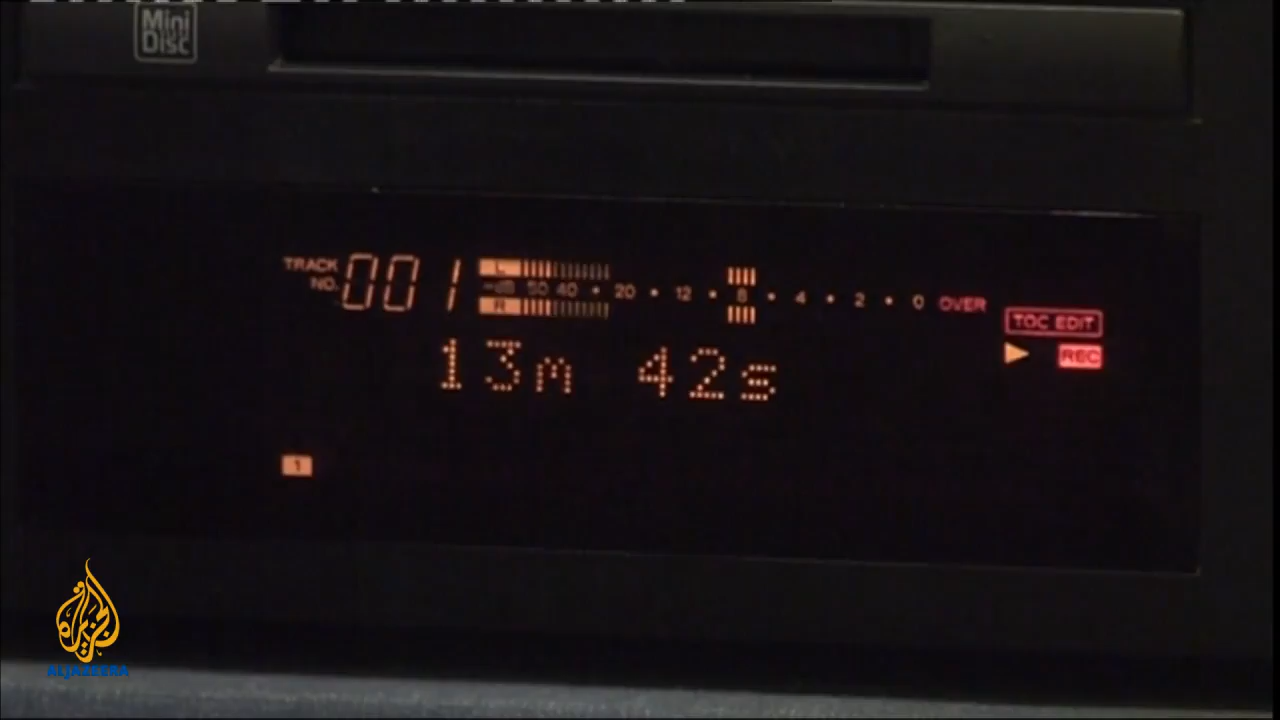 Mini
Disc
TRACK NO. 001
L
-dB 50 40 • 20 • 12 • 8 • 4 • 2 • 0 OVER
R
TOC EDIT
REC
13m 42s
1
الجزيرة
ALJAZEERA